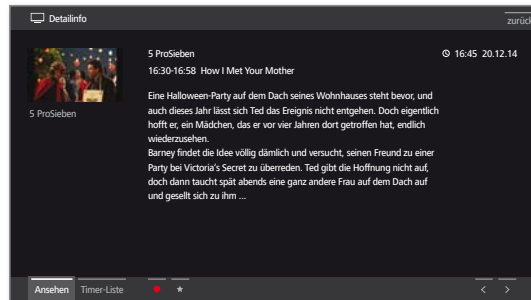 Detailinfo
zurück
5 ProSieben
16:45 20.12.14
16:30-16:58 How I Met Your Mother
5 ProSieben
Eine Halloween-Party auf dem Dach seines Wohnhauses steht bevor, und
auch dieses Jahr lässt sich Ted das Ereignis nicht entgehen. Doch eigentlich
hofft er, ein Mädchen, das er vor vier Jahren dort getroffen hat, endlich
wiederzusehen.
Barney findet die Idee völlig dämlich und versucht, seinen Freund zu einer
Party bei Victoria's Secret zu überreden. Ted gibt die Hoffnung nicht auf,
doch dann taucht spät abends eine ganz andere Frau auf dem Dach auf
und gesellt sich zu ihm ...
Ansehen Timer-Liste